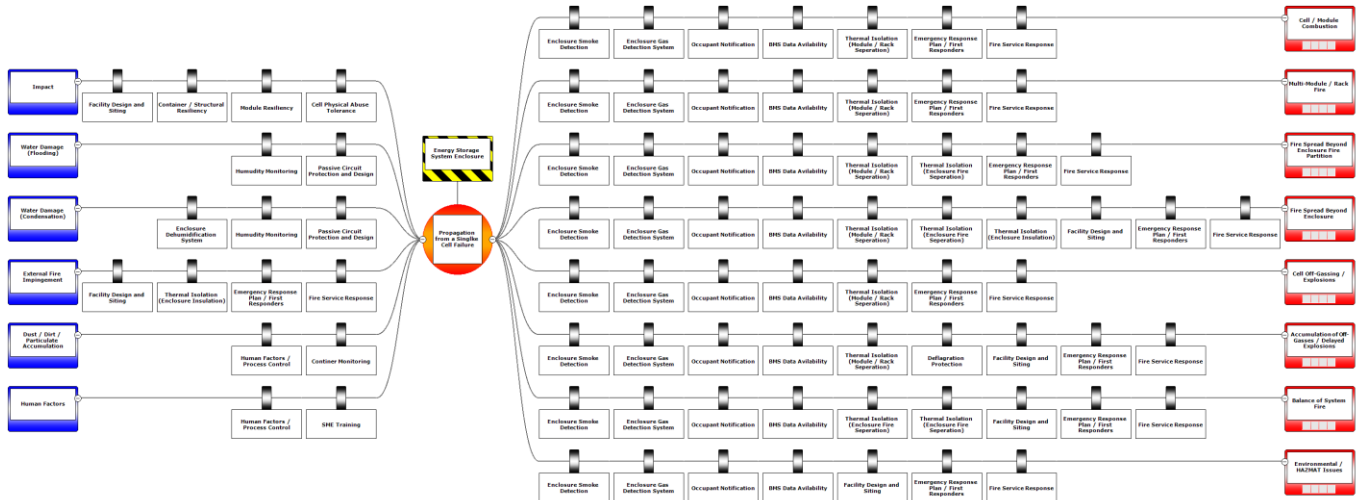 Impact
Facility Design and
Siting
Container / Structural
Resiliency
Module Resiliency
Cell Physical Abuse
Tolerance
Water Damage
(Flooding)
Humudity Monitoring
Passive Circuit
Protection and Design
Water Damage
(Condensation)
Enclosure
Dehumidification
System
Humudity Monitoring
Passive Circuit
Protection and Design
External Fire
Impingement
Facility Design and
Siting
Thermal Isolation
(Enclosure Insulation)
Emergency Response
Plan / First
Responders
Fire Service Response
Dust / Dirt /
Particulate
Accumulation
Human Factors /
Process Control
Continer Monitoring
Human Factors
Human Factors /
Process Control
SME Training
Energy Storage
System Enclosure
Propagation
from a Singlke
Cell Failure
Enclosure Smoke
Detection
Enclosure Gas
Detection System
Occupant Notification
BMS Data Avilability
Thermal Isolation
(Module / Rack
Seperation)
Emergency Response
Plan / First
Responders
Fire Service Response
Cell / Module
Combustion
Enclosure Smoke
Detection
Enclosure Gas
Detection System
Occupant Notification
BMS Data Avilability
Thermal Isolation
(Module / Rack
Seperation)
Emergency Response
Plan / First
Responders
Fire Service Response
Multi-Module / Rack
Fire
Enclosure Smoke
Detection
Enclosure Gas
Detection System
Occupant Notification
BMS Data Avilability
Thermal Isolation
(Module / Rack
Seperation)
Thermal Isolation
(Enclosure Fire
Seperation)
Emergency Response
Plan / First
Responders
Fire Service Response
Fire Spread Beyond
Enclosure Fire
Partition
Enclosure Smoke
Detection
Enclosure Gas
Detection System
Occupant Notification
BMS Data Avilability
Thermal Isolation
(Module / Rack
Seperation)
Thermal Isolation
(Enclosure Fire
Seperation)
Thermal Isolation
(Enclosure Insulation)
Facility Design and
Siting
Emergency Response
Plan / First
Responders
Fire Service Response
Fire Spread Beyond
Enclosure
Enclosure Smoke
Detection
Enclosure Gas
Detection System
Occupant Notification
BMS Data Avilability
Thermal Isolation
(Module / Rack
Seperation)
Emergency Response
Plan / First
Responders
Fire Service Response
Cell Off-Gassing /
Explosions
Enclosure Smoke
Detection
Enclosure Gas
Detection System
Occupant Notification
BMS Data Avilability
Thermal Isolation
(Module / Rack
Seperation)
Deflagration
Protection
Facility Design and
Siting
Emergency Response
Plan / First
Responders
Fire Service Response
Accumulation of Off-
Gasses / Delayed
Explosions
Enclosure Smoke
Detection
Enclosure Gas
Detection System
Occupant Notification
BMS Data Avilability
Thermal Isolation
(Enclosure Fire
Seperation)
Thermal Isolation
(Enclosure Fire
Seperation)
Facility Design and
Siting
Emergency Response
Plan / First
Responders
Fire Service Response
Balance of System
Fire
Enclosure Smoke
Detection
Enclosure Gas
Detection System
Occupant Notification
BMS Data Avilability
Facility Design and
Siting
Emergency Response
Plan / First
Responders
Fire Service Response
Environmental /
HAZMAT Issues